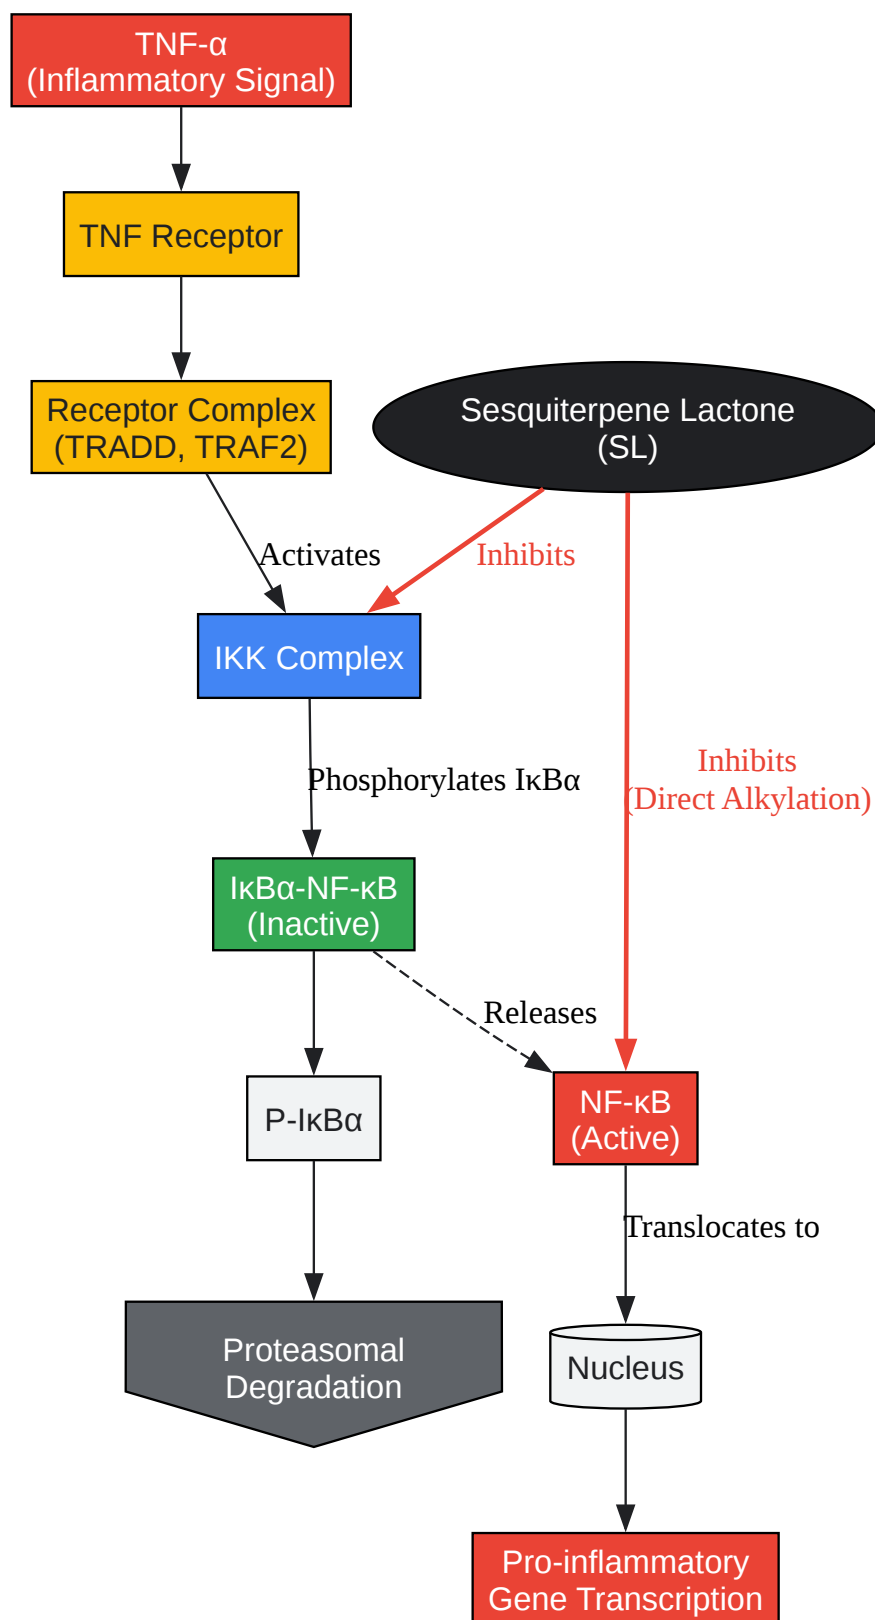 TNF-α
(Inflammatory Signal)
TNF Receptor
Receptor Complex
(TRADD, TRAF2)
Sesquiterpene Lactone
(SL)
Activates
Inhibits
IKK Complex
Phosphorylates IκBα
Inhibits
(Direct Alkylation)
IκBα-NF-κB
(Inactive)
Releases
P-IκBα
NF-κB
(Active)
Translocates to
Proteasomal
Degradation
Nucleus
Pro-inflammatory
Gene Transcription